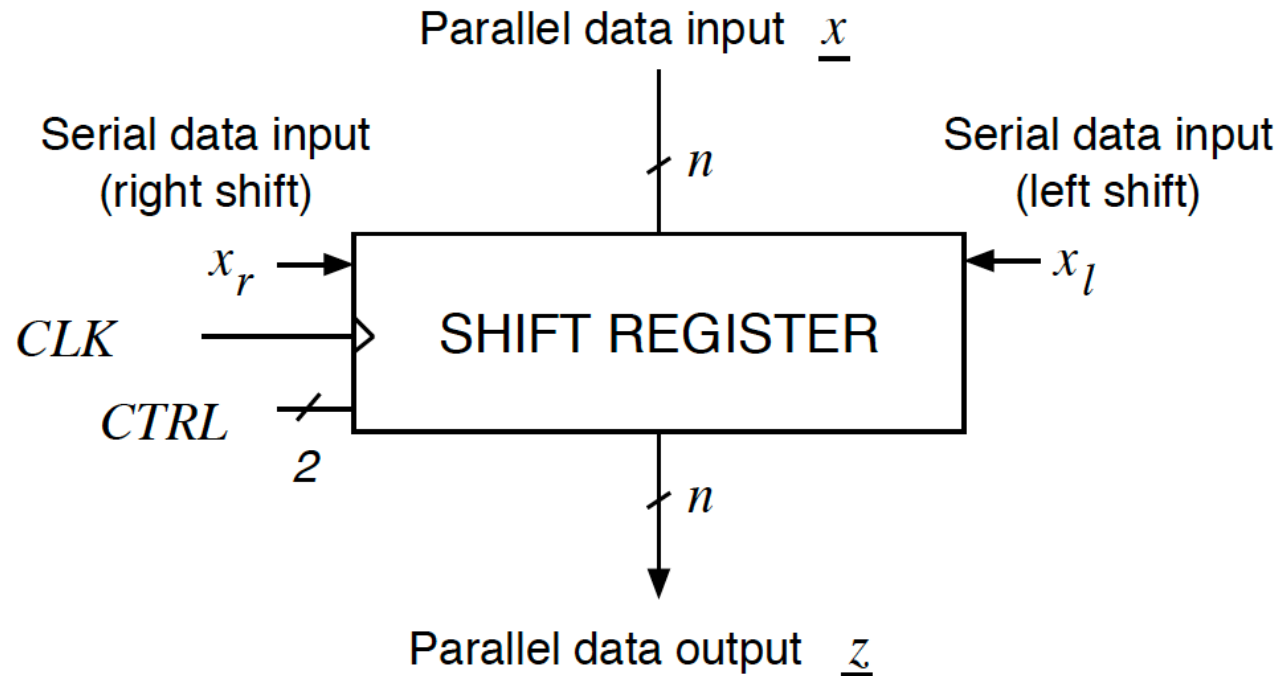 Parallel data input x
Serial data input
(right shift)
n
Serial data input
(left shift)
x_r
x_l
CLK
SHIFT REGISTER
CTRL
2
n
Parallel data output z